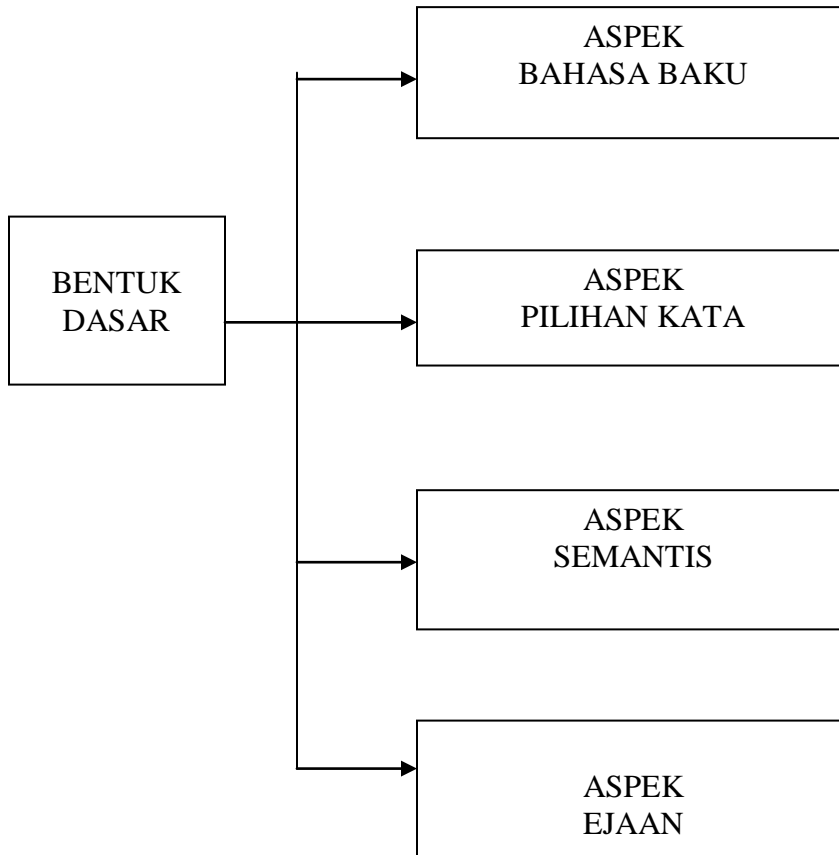 ASPEK
BAHASA BAKU
BENTUK
DASAR
ASPEK
PILIHAN KATA
ASPEK
SEMANTIS
ASPEK
EJAAN